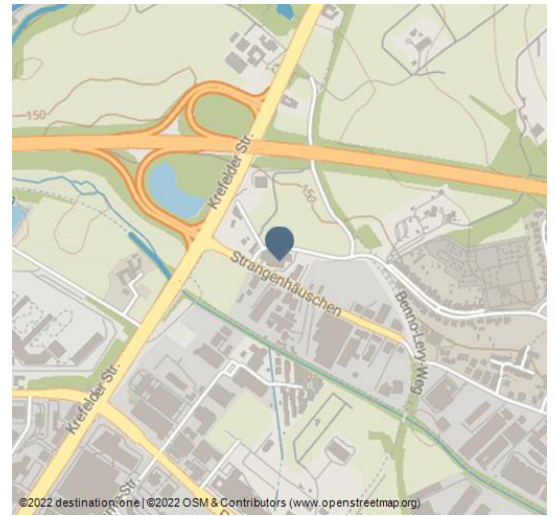 150
Krefelder Str.
150
Strangenhäuschen
Benno-Levy-Weg
Krefelder Str.
Str.
©2022 destination.one | ©2022 OSM & Contributors (www.openstreetmap.org)